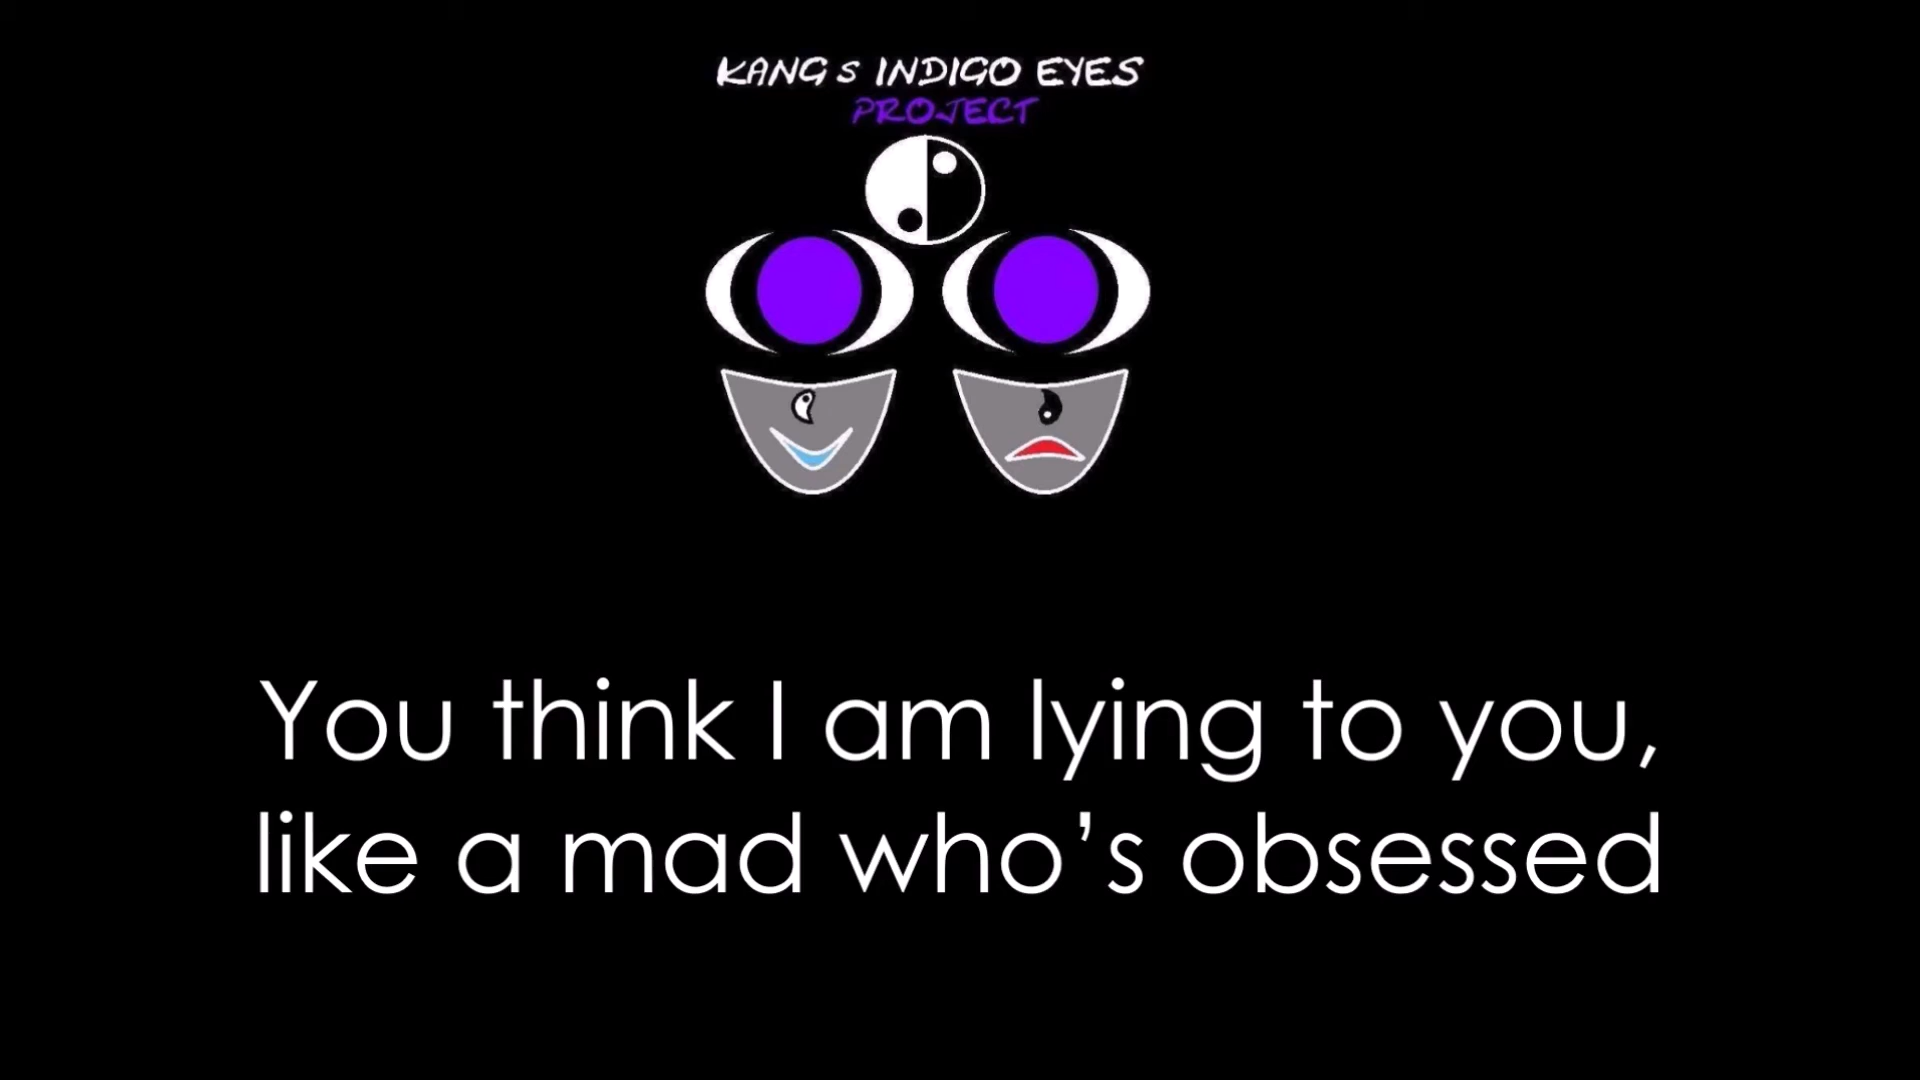 KANG s INDIGO EYES
PROJECT
You think I am lying to you,
like a mad who’s obsessed